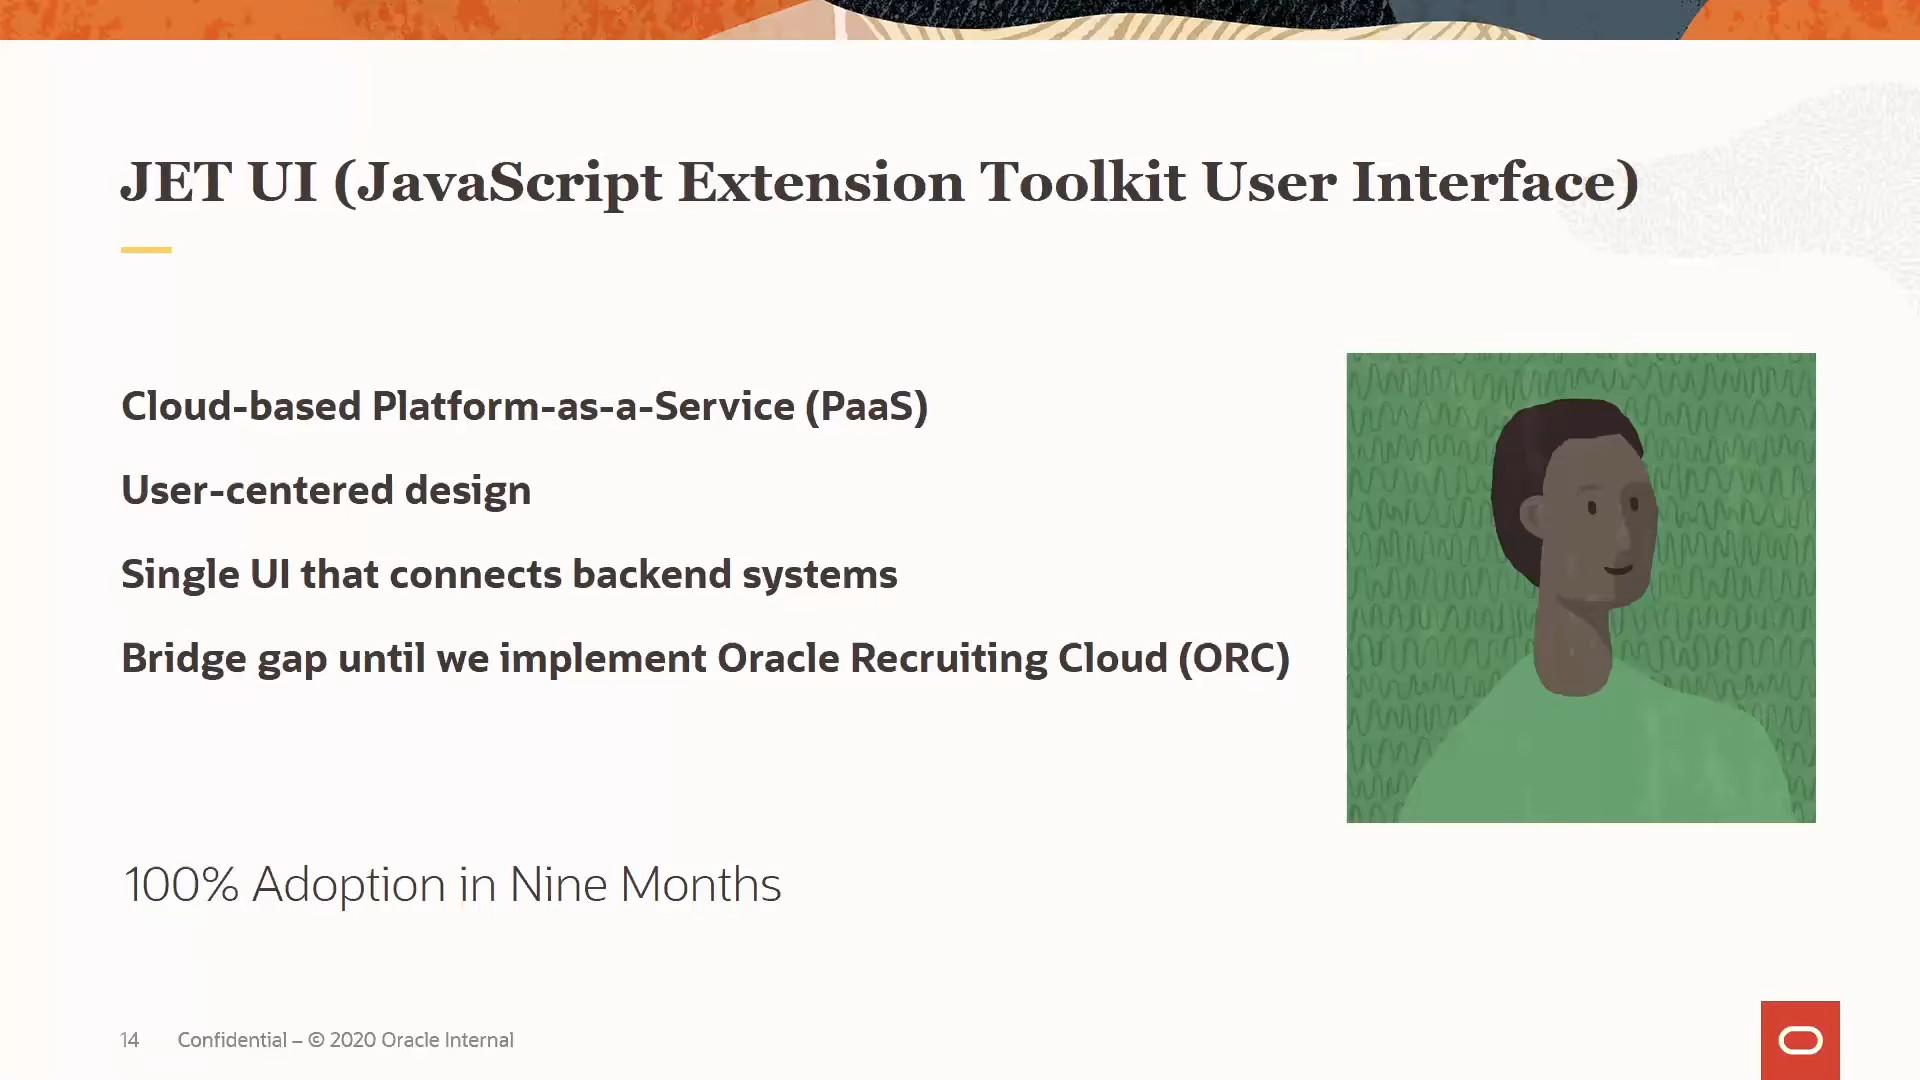 JET UI (JavaScript Extension Toolkit User Interface)
Cloud-based Platform-as-a-Service (PaaS)
User-centered design
Single UI that connects backend systems
Bridge gap until we implement Oracle Recruiting Cloud (ORC)
100% Adoption in Nine Months
14 Confidential – © 2020 Oracle Internal